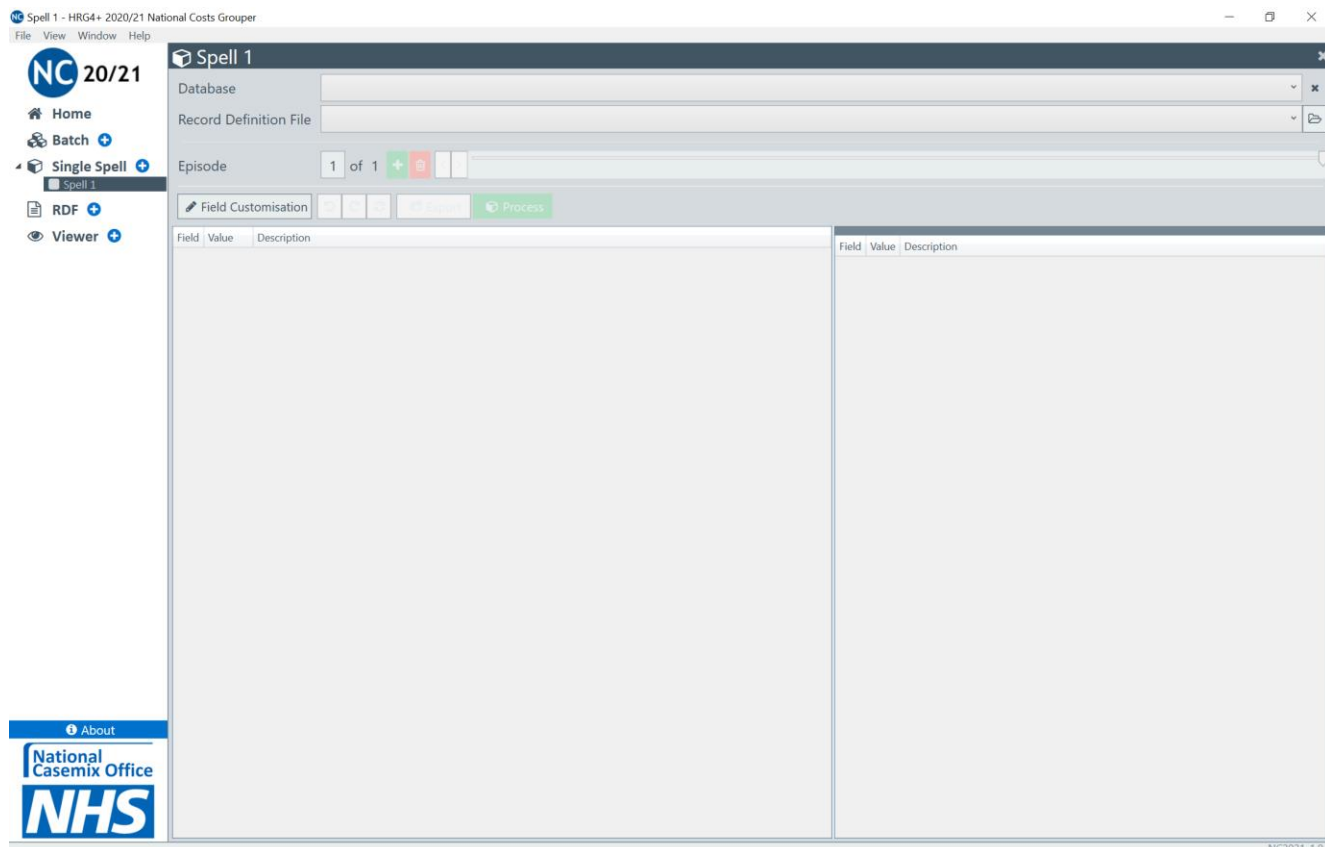 Spell 1 - HRG4+ 2020/21 National Costs Grouper
File View Window Help
NC 20/21
Home
Batch
Single Spell
Spell 1
RDF
Viewer
Spell 1
Database
Record Definition File
Episode 1 of 1
Field Customisation Export Process
Field Value Description
Field Value Description
About
National
Casemix Office
NHS